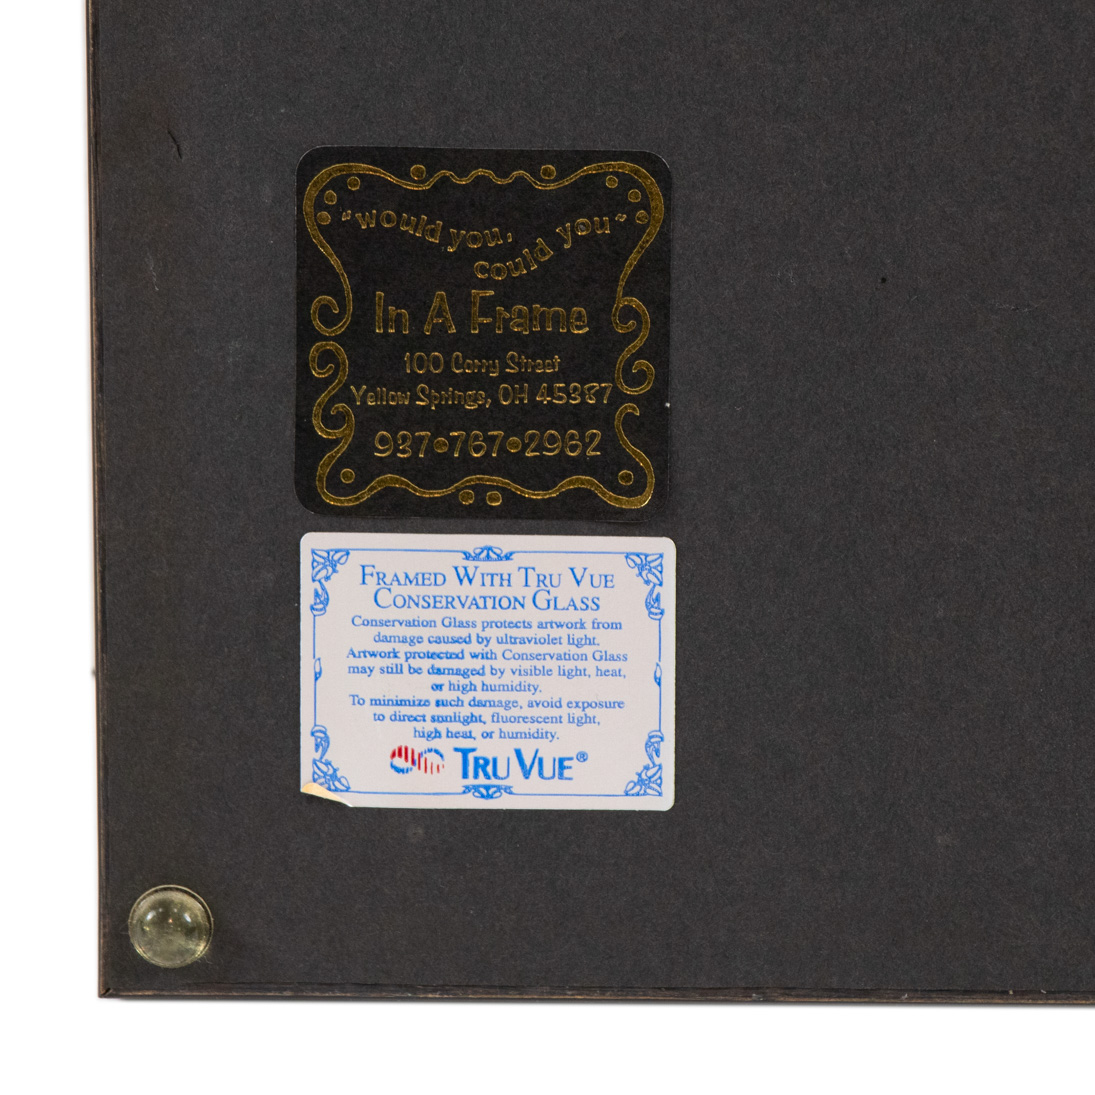 "would you,
could you"
In A Frame
100 Corry Street
Yellow Springs, OH 45387
937•767•2962
FRAMED WITH TRU VUE
CONSERVATION GLASS
Conservation Glass protects artwork from
damage caused by ultraviolet light.
Artwork protected with Conservation Glass
may still be damaged by visible light, heat,
or high humidity.
To minimize such damage, avoid exposure
to direct sunlight, fluorescent light,
high heat, or humidity.
TRU VUE®